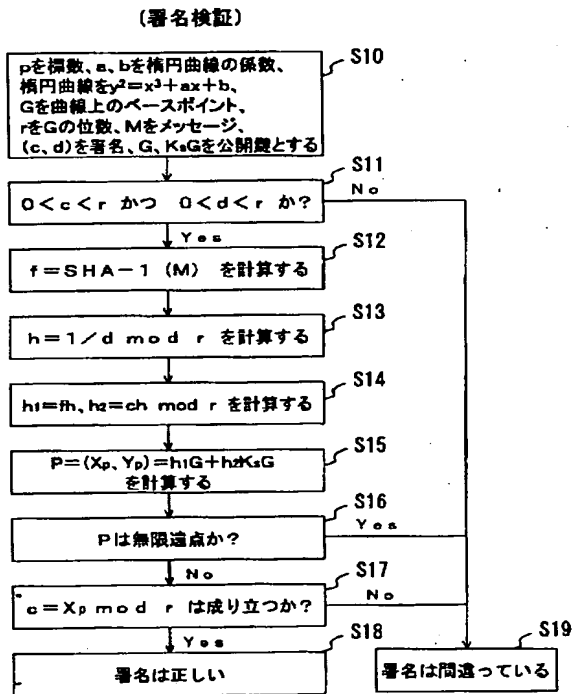 (署名検証)
S10
pを標数、a、bを楕円曲線の係数、
楕円曲線をy²=x³+ax+b、
Gを曲線上のベースポイント、
rをGの位数、Mをメッセージ、
(c、d)を署名、G、KsGを公開鍵とする
S11
0<c<r かつ 0<d<r か?
No
Yes
S12
f=SHA-1(M) を計算する
S13
h=1/d mod r を計算する
S14
h1=fh、h2=ch mod r を計算する
S15
P=(Xp、Yp)=h1G+h2KsG
を計算する
S16
Pは無限遠点か?
Yes
No
S17
c=Xp mod r は成り立つか?
No
Yes
S18
署名は正しい
S19
署名は間違っている